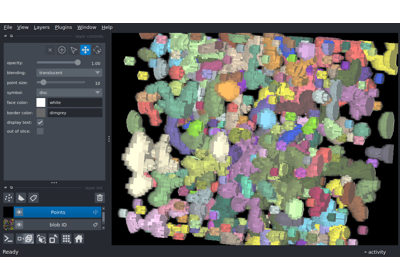 File View Layers Plugins Window Help
opacity: 1.00
blending: translucent
point size: 10
symbol: disc
face color: white
border color: dimgrey
display text: ✓
out of slice:
Points
blob ID
Ready activity